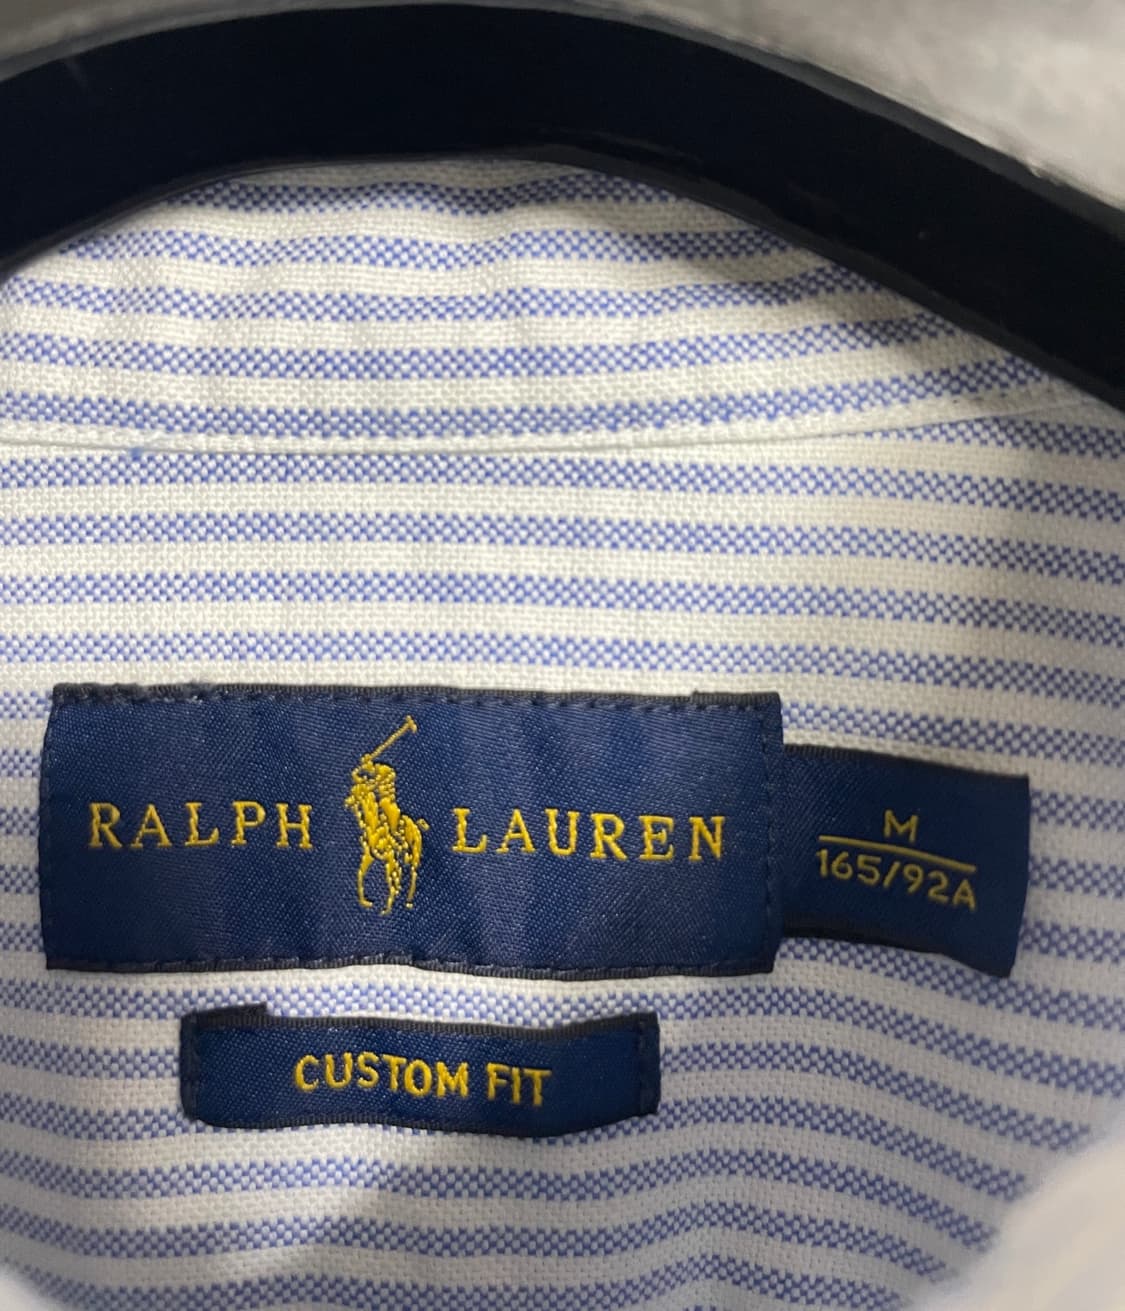 RALPH LAUREN
M
165/92A
CUSTOM FIT